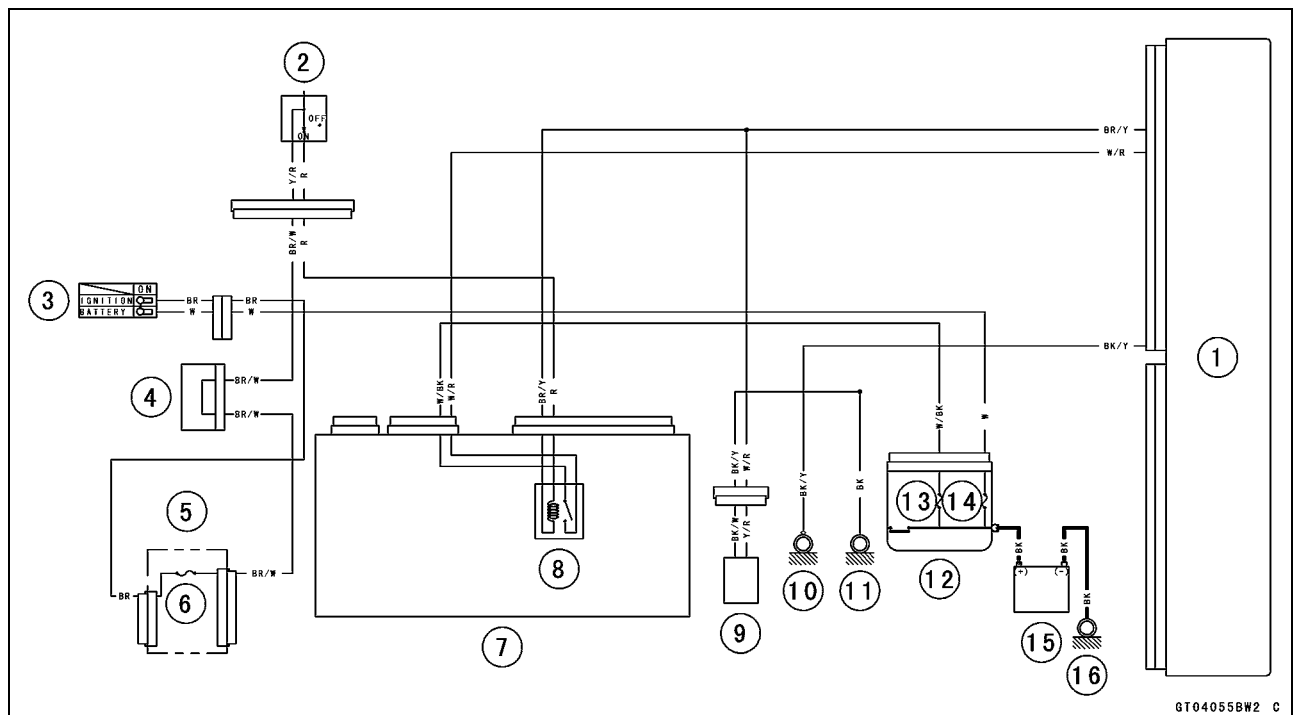 2
OFF
ON
Y/R R
BR/W R
BR/Y
W/R
3
ON
IGNITION
BATTERY
BR BR
W W
4
BR/W
BR/W
BK/Y
1
W/BK W/R BR/Y R
BK/Y W/R
BK/Y BK
W/BK W
5
BR BR/W
6
8
7
BK/W Y/R
9
10
11
13 14
12
BK BK
(+) (-)
BK
15
16
GT04055BW2 C